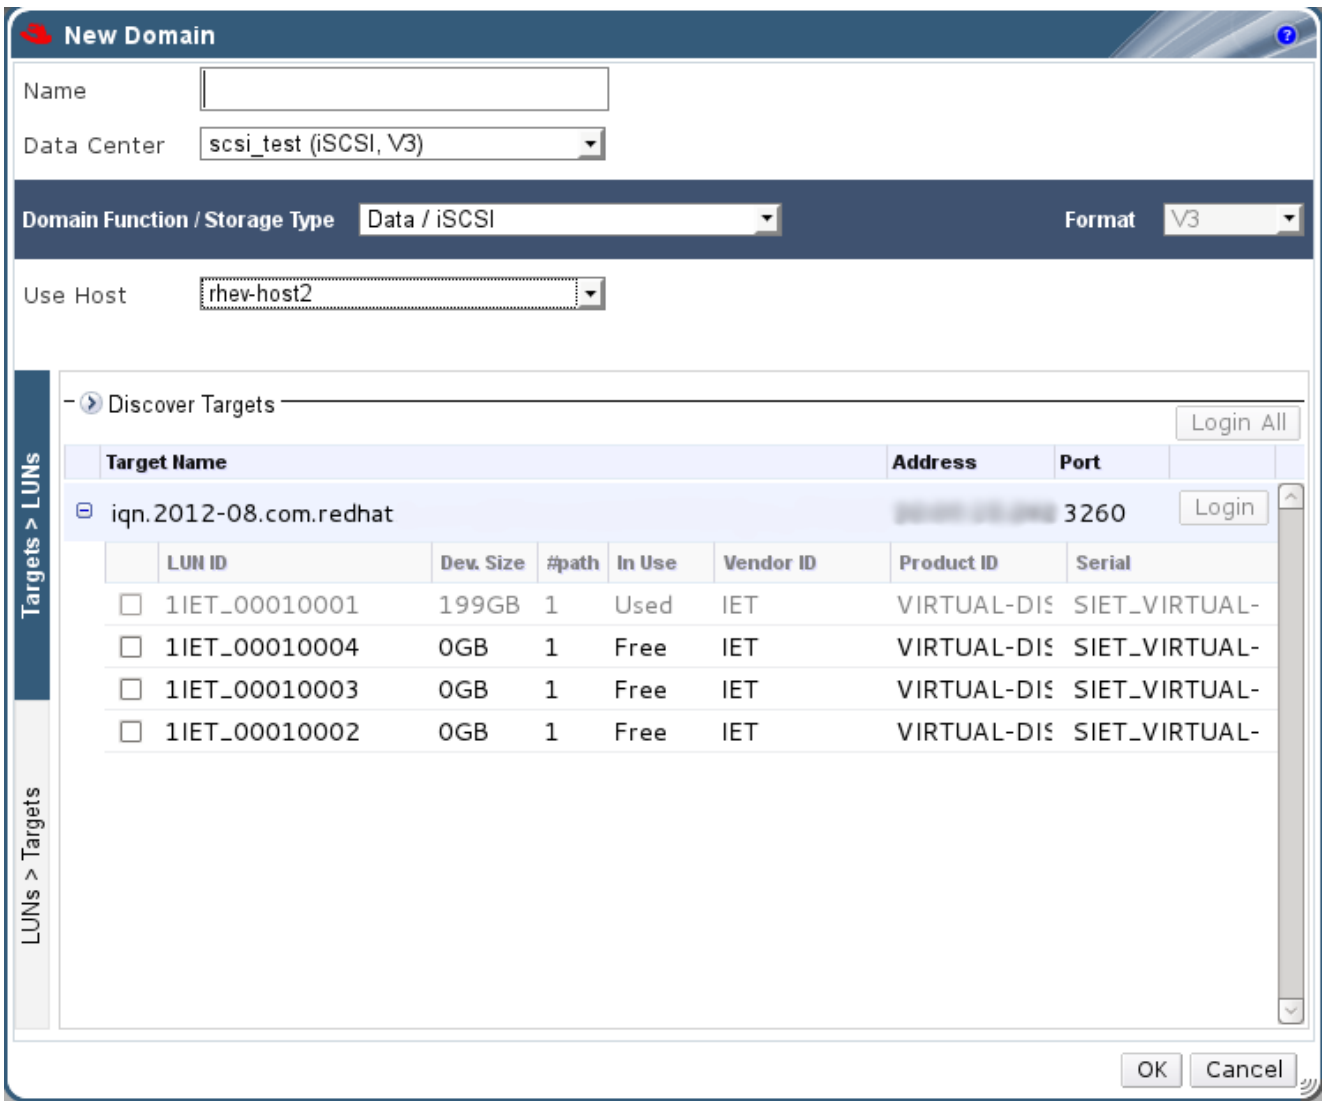 New Domain
?
Name
Data Center scsi_test (iSCSI, V3)
Domain Function / Storage Type Data / iSCSI Format V3
Use Host rhev-host2
Targets > LUNs
LUNs > Targets
Discover Targets
Login All
Target Name Address Port
iqn.2012-08.com.redhat 3260 Login
LUN ID Dev. Size #path In Use Vendor ID Product ID Serial
1IET_00010001 199GB 1 Used IET VIRTUAL-DIS SIET_VIRTUAL-
1IET_00010004 0GB 1 Free IET VIRTUAL-DIS SIET_VIRTUAL-
1IET_00010003 0GB 1 Free IET VIRTUAL-DIS SIET_VIRTUAL-
1IET_00010002 0GB 1 Free IET VIRTUAL-DIS SIET_VIRTUAL-
OK Cancel